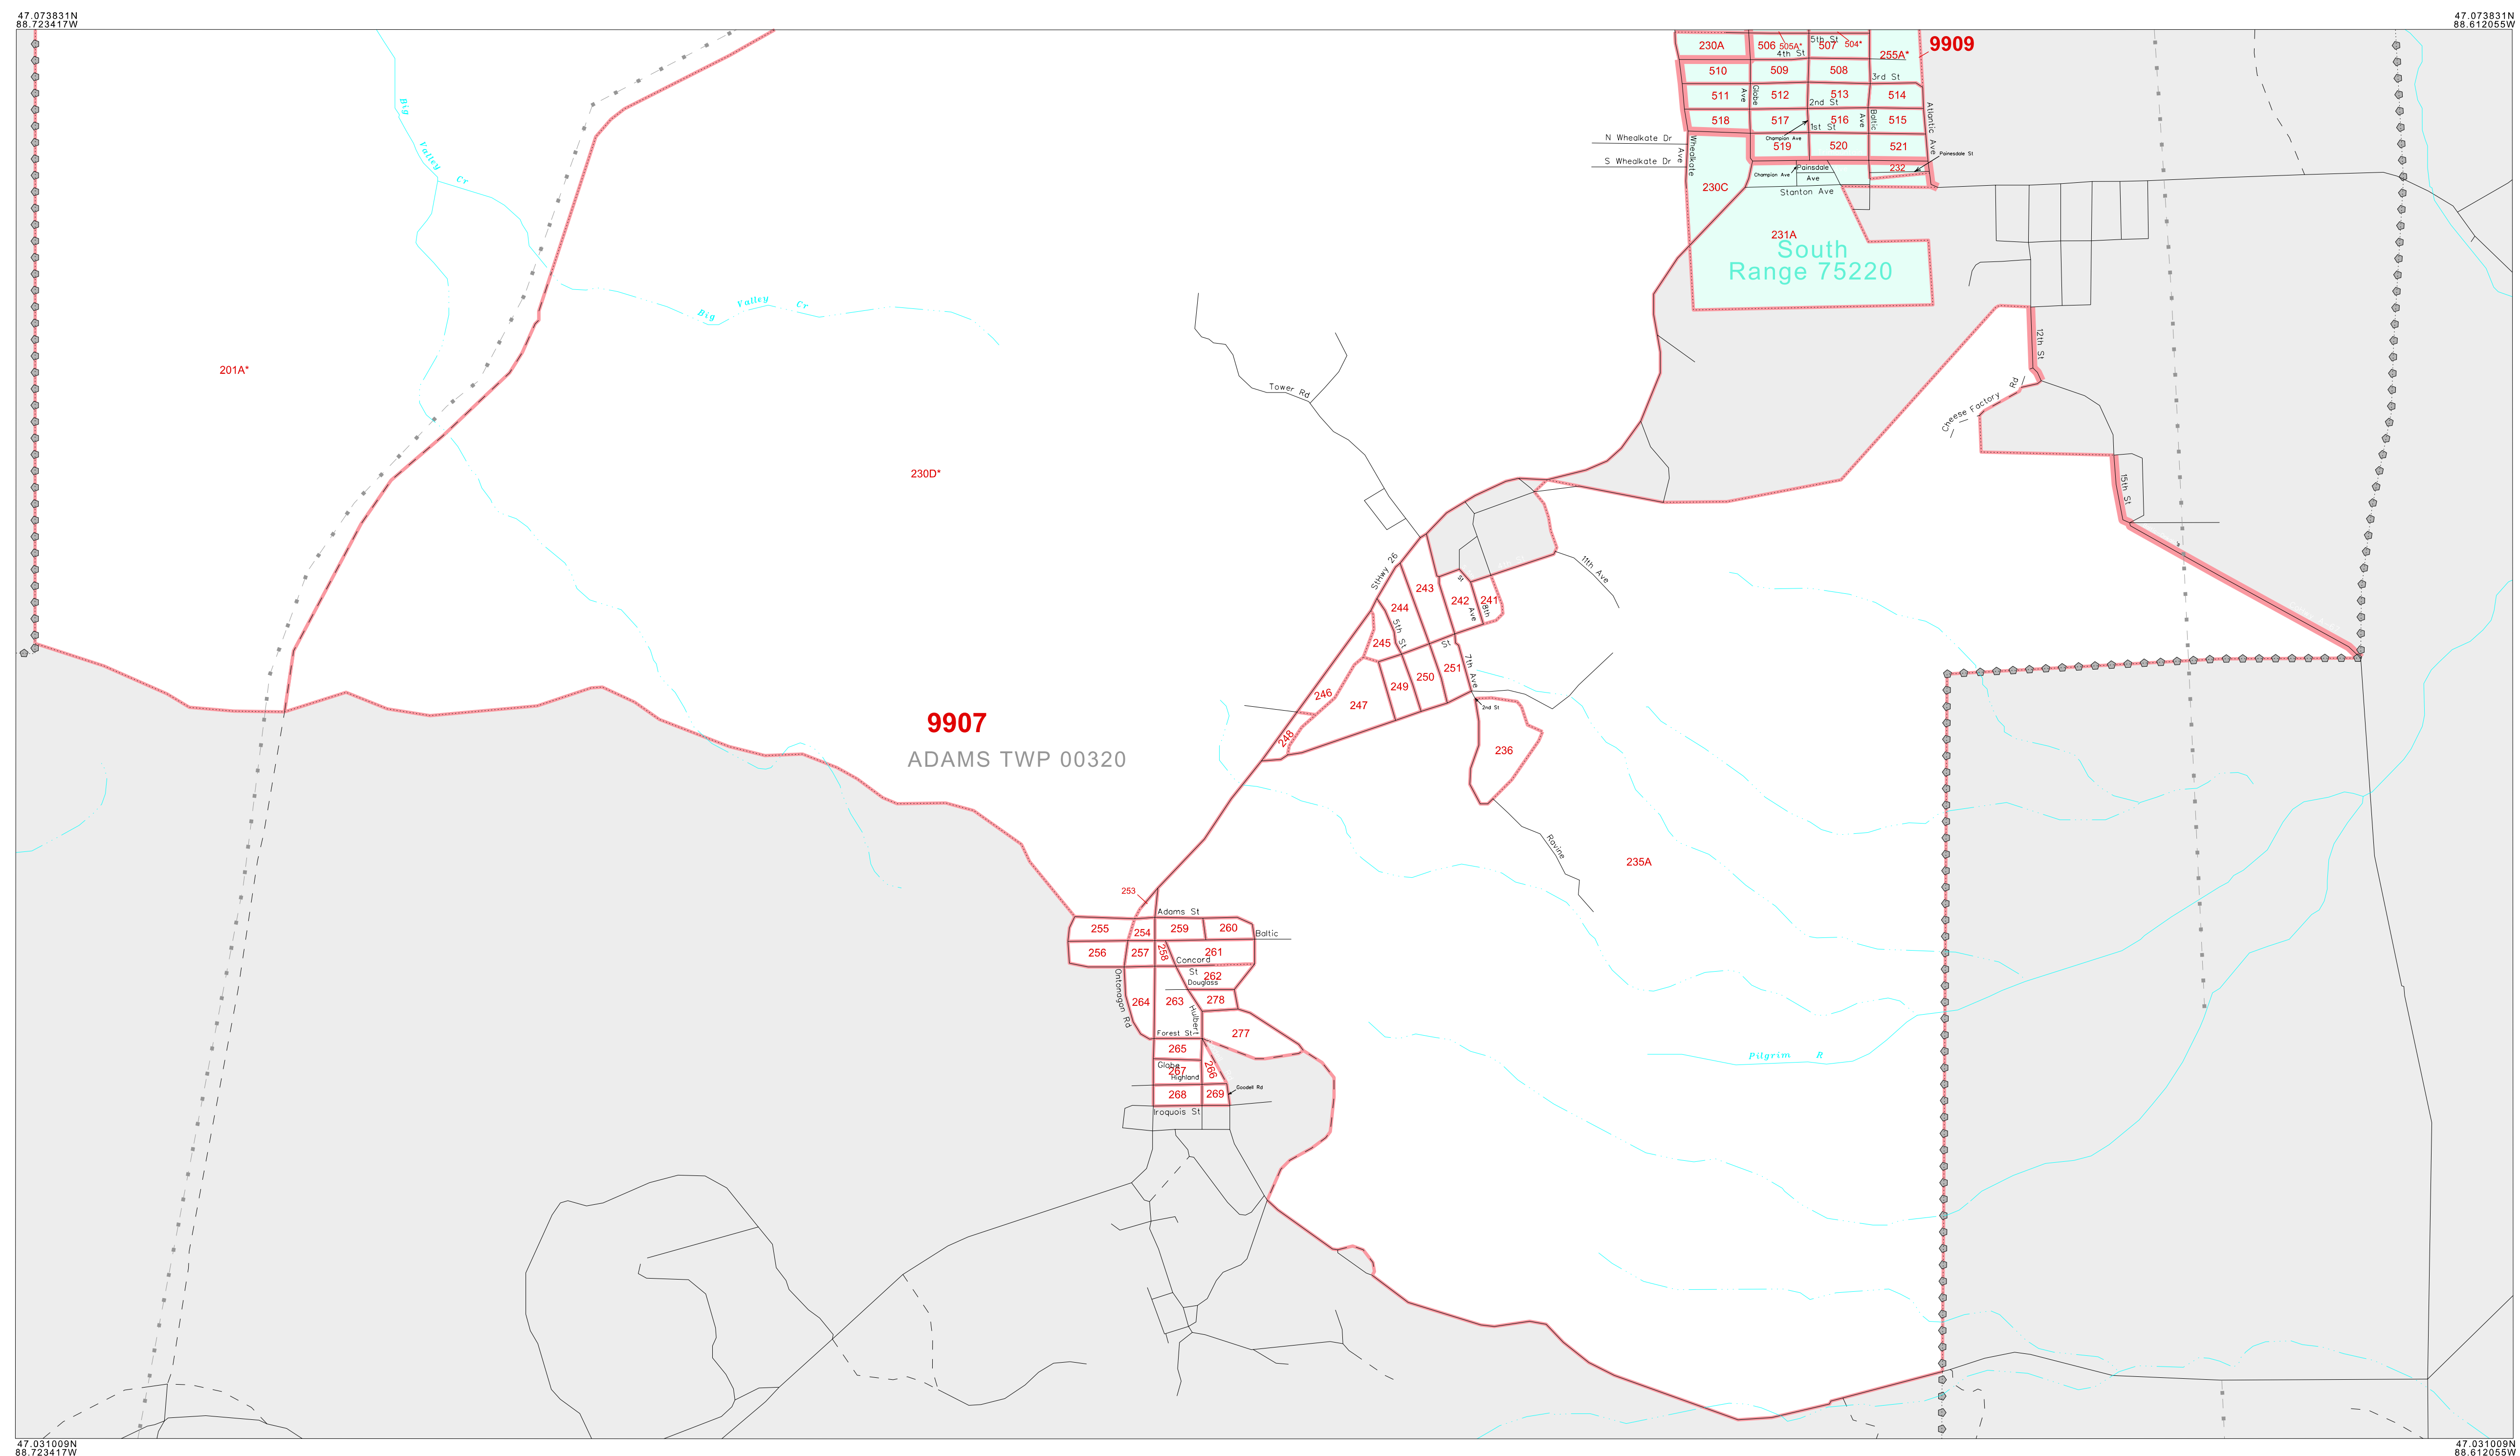 47.073831N
88.723417W
47.073831N
88.612055W
230A
506
505A*
5th St
507
504*
4th St
255A*
9909
510
509
508
3rd St
511
Ave
Globe
512
513
2nd St
514
518
517
516
1st St
Ave
Baltic
515
Atlantic
Ave
N Whealkate Dr
S Whealkate Dr
Whealkate
Ave
Champion Ave
519
520
521
Painesdale St
232
Champion Ave
Painsdale
Ave
230C
Stanton Ave
231A
South
Range 75220
Big
Valley
Cr
Big
Valley
Cr
201A*
230D*
Tower Rd
12th St
Cheese Factory
Rd
15th St
StHwy 26
11th Ave
243
St
242
241
244
Ave
8th
5th St
245
St
251
7th
Ave
250
249
246
247
2nd St
248
236
9907
ADAMS TWP 00320
Ravine
235A
253
Adams St
255
254
259
260
Baltic
256
257
258
261
Concord
St
262
Douglass
Ontonagon Rd
264
263
278
Hulbert
Forest St
277
265
Globe
267
266
Highland
268
269
Goodell Rd
Iroquois St
Pilgrim R
47.031009N
88.723417W
47.031009N
88.612055W